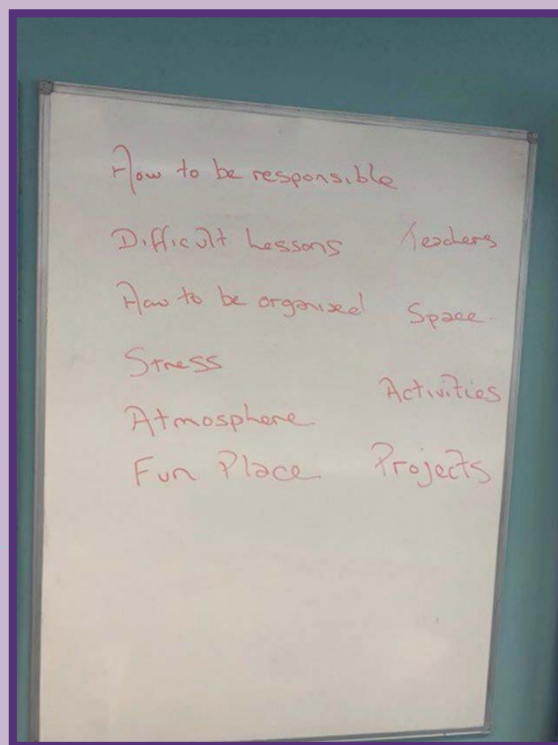 How to be responsible
Difficult Lessons Teachers
How to be organised Space
Stress
Activities
Atmosphere
Fun Place Projects